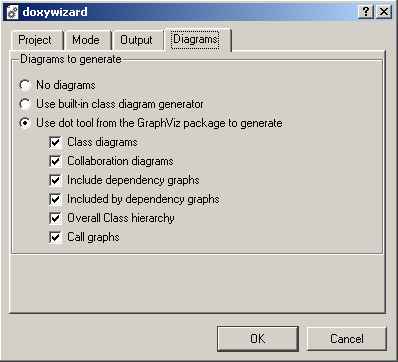 doxywizard
Project Mode Output Diagrams
Diagrams to generate
No diagrams
Use built-in class diagram generator
Use dot tool from the GraphViz package to generate
Class diagrams
Collaboration diagrams
Include dependency graphs
Included by dependency graphs
Overall Class hierarchy
Call graphs
OK Cancel